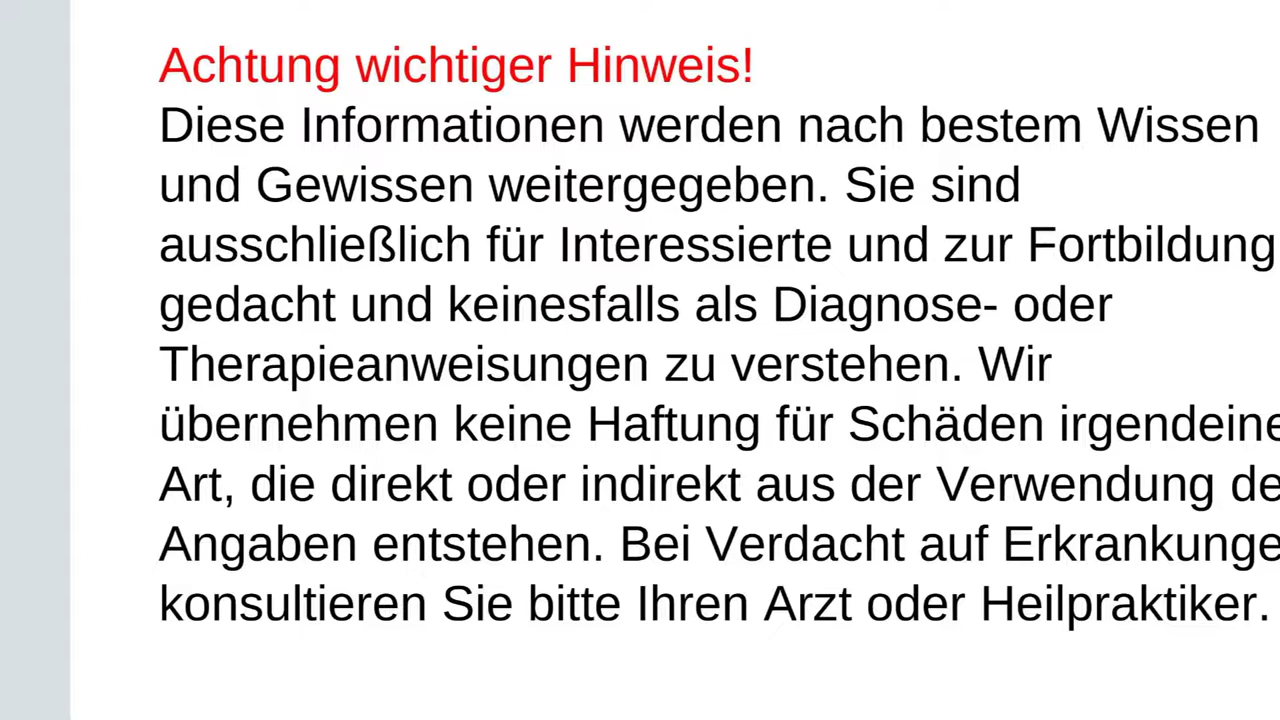 Achtung wichtiger Hinweis!
Diese Informationen werden nach bestem Wissen
und Gewissen weitergegeben. Sie sind
ausschließlich für Interessierte und zur Fortbildung
gedacht und keinesfalls als Diagnose- oder
Therapieanweisungen zu verstehen. Wir
übernehmen keine Haftung für Schäden irgendeine
Art, die direkt oder indirekt aus der Verwendung de
Angaben entstehen. Bei Verdacht auf Erkrankunge
konsultieren Sie bitte Ihren Arzt oder Heilpraktiker.